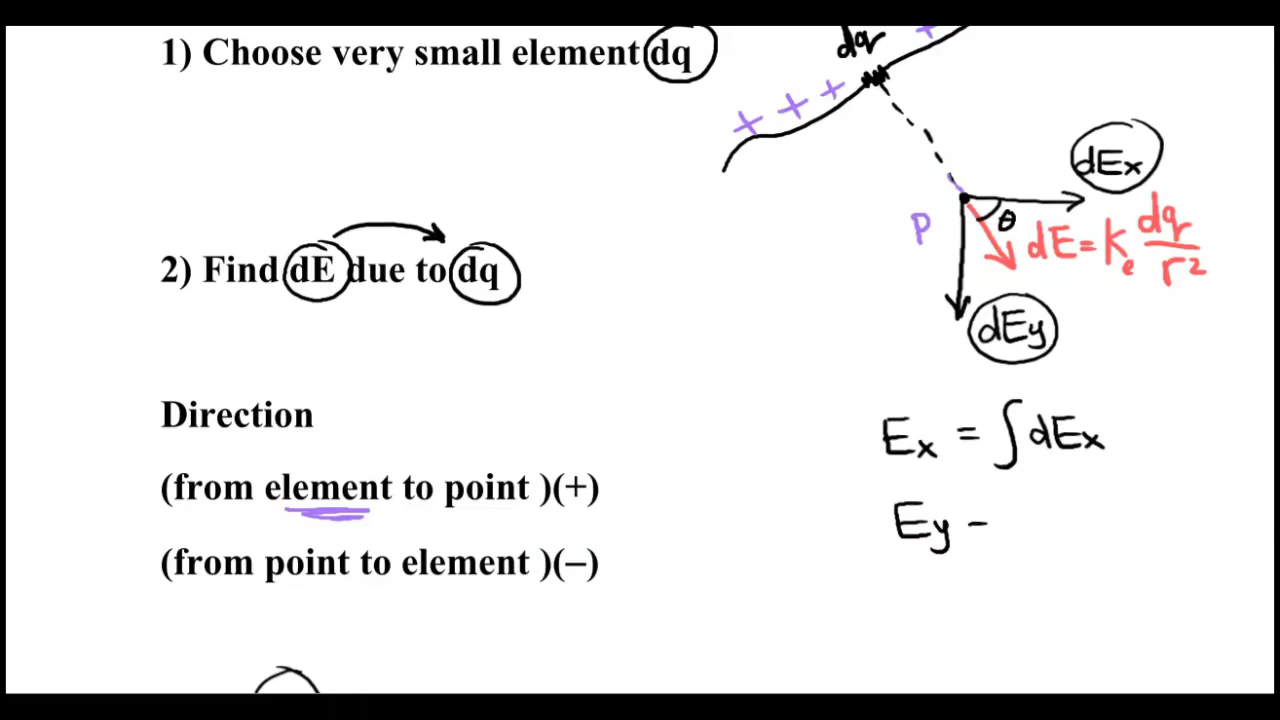 1) Choose very small element dq
dq
+ + + +
dEx
P
θ
dE = Ke dq/r²
2) Find dE due to dq
dEy
Direction
Ex = ∫dEx
(from element to point )(+)
Ey -
(from point to element )(–)